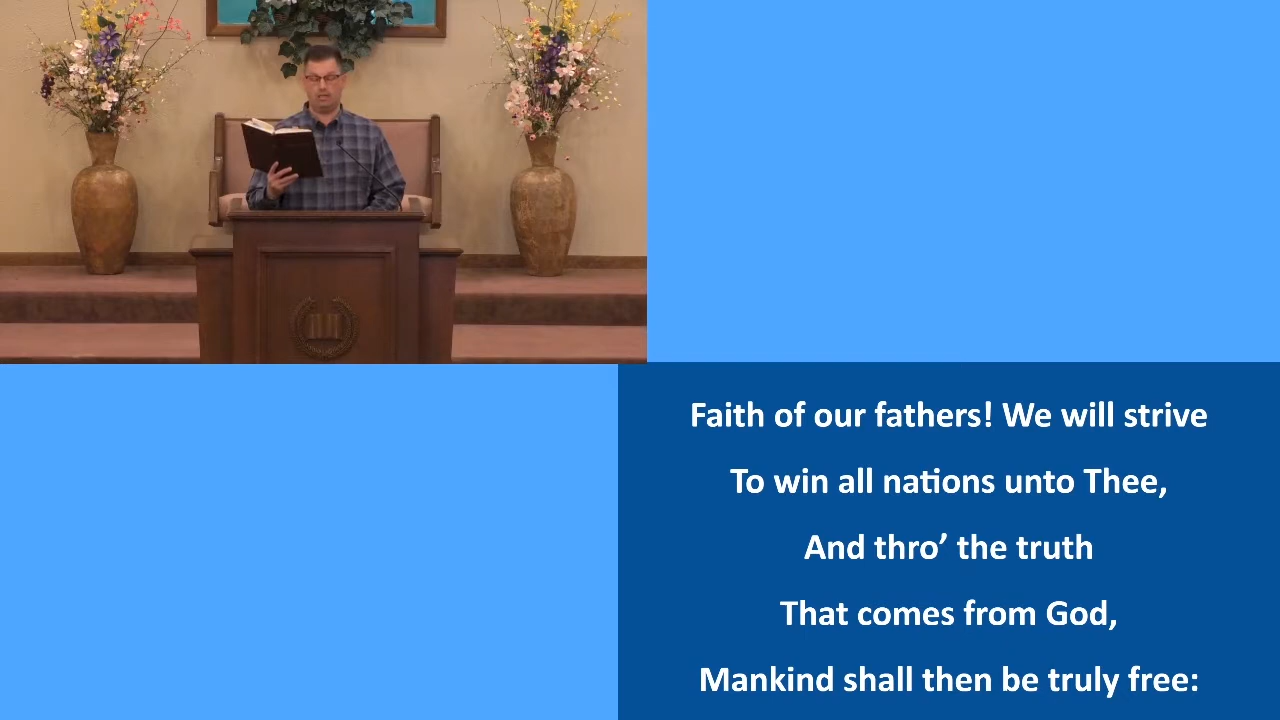 Faith of our fathers! We will strive
To win all nations unto Thee,
And thro’ the truth
That comes from God,
Mankind shall then be truly free: